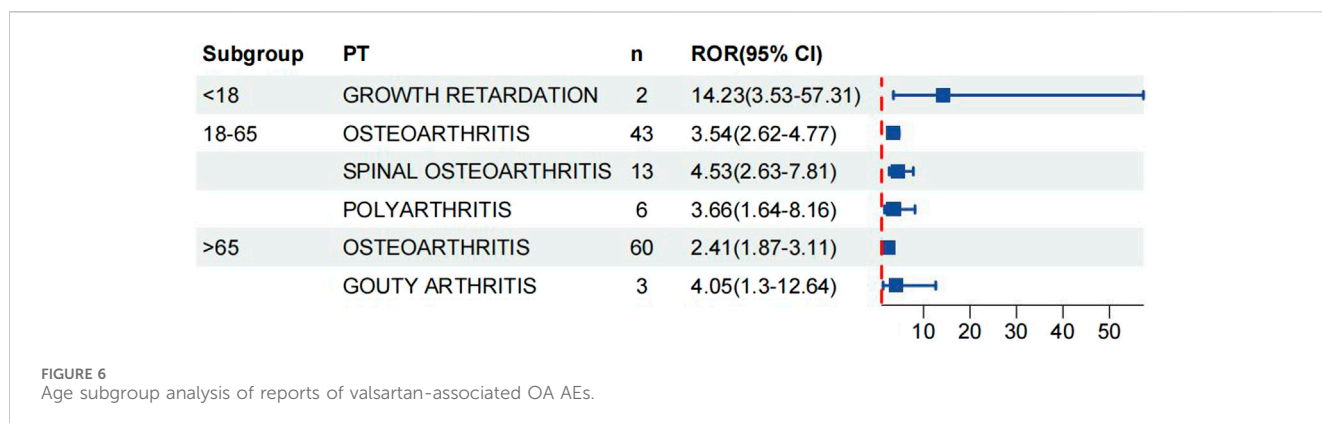 Subgroup PT n ROR(95% CI)
<18 GROWTH RETARDATION 2 14.23(3.53-57.31)
18-65 OSTEOARTHRITIS 43 3.54(2.62-4.77)
SPINAL OSTEOARTHRITIS 13 4.53(2.63-7.81)
POLYARTHRITIS 6 3.66(1.64-8.16)
>65 OSTEOARTHRITIS 60 2.41(1.87-3.11)
GOUTY ARTHRITIS 3 4.05(1.3-12.64)
10 20 30 40 50
FIGURE 6
Age subgroup analysis of reports of valsartan-associated OA AEs.